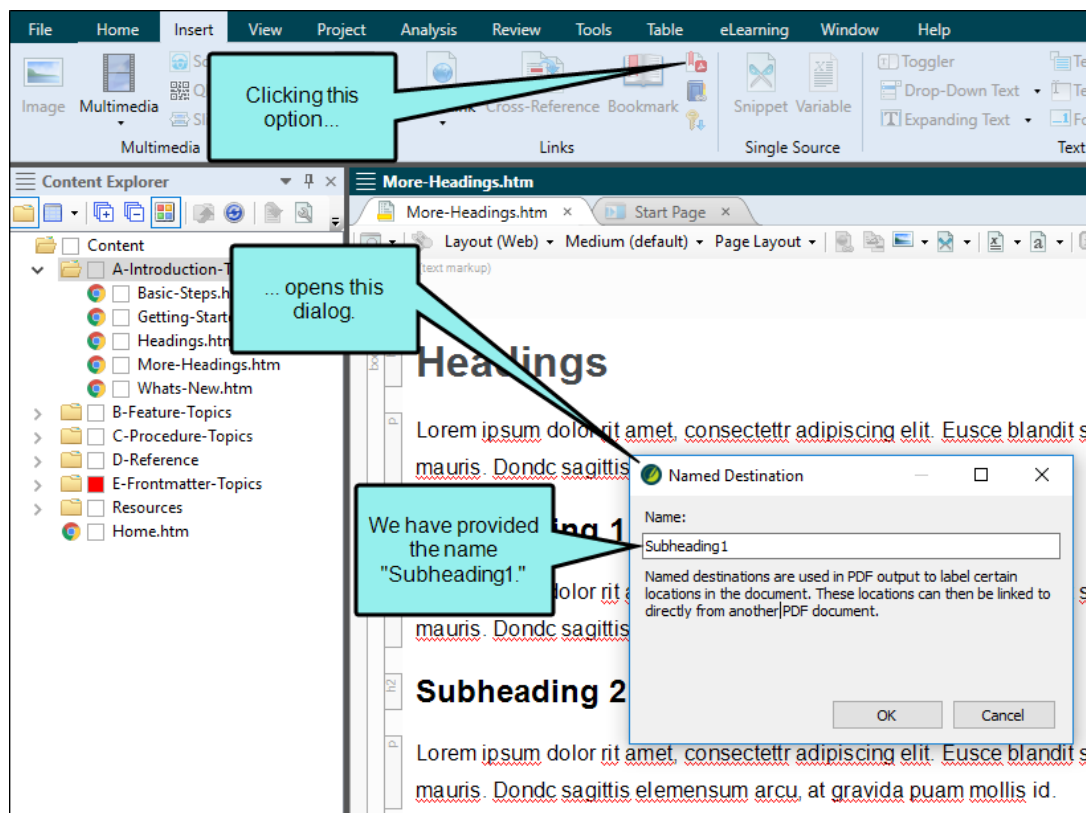 File Home Insert View Project Analysis Review Tools Table eLearning Window Help
Clicking this
option...
Toggler
Drop-Down Text
Expanding Text
Image Multimedia
Cross-Reference Bookmark
Snippet Variable
Multimedia
Links
Single Source
Text
Content Explorer
More-Headings.htm
More-Headings.htm × Start Page ×
Layout (Web) Medium (default) Page Layout
(text markup)
Content
A-Introduction-T
Basic-Steps.h
Getting-Start
Headings.htm
More-Headings.htm
Whats-New.htm
B-Feature-Topics
C-Procedure-Topics
D-Reference
E-Frontmatter-Topics
Resources
Home.htm
... opens this
dialog.
Headings
p
Lorem ipsum dolor rit amet, consectettr adipiscing elit. Eusce blandit s
mauris. Dondc sagittis
We have provided
the name
"Subheading1."
ing 1
dolor rit a
mauris. Dondc sagittis
Named Destination
Name:
Subheading1
Named destinations are used in PDF output to label certain
locations in the document. These locations can then be linked to
directly from another PDF document.
OK Cancel
h2
Subheading 2
p
Lorem ipsum dolor rit amet, consectettr adipiscing elit. Eusce blandit s
mauris. Dondc sagittis elemensum arcu, at gravida puam mollis id.